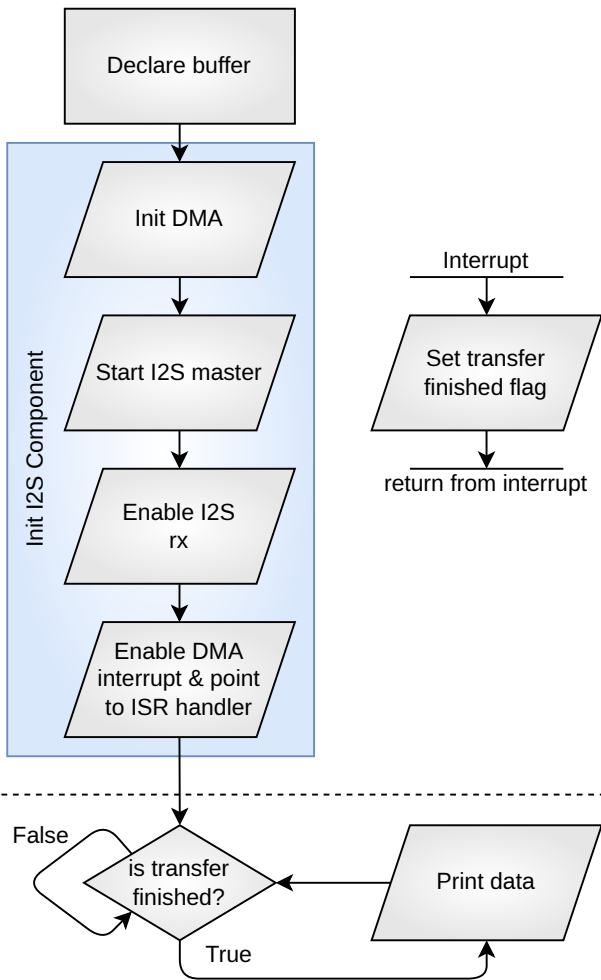 Declare buffer
Init DMA
Start I2S master
Enable I2S
rx
Enable DMA
interrupt & point
to ISR handler
Init I2S Component
Interrupt
Set transfer
finished flag
return from interrupt
False
is transfer
finished?
True
Print data